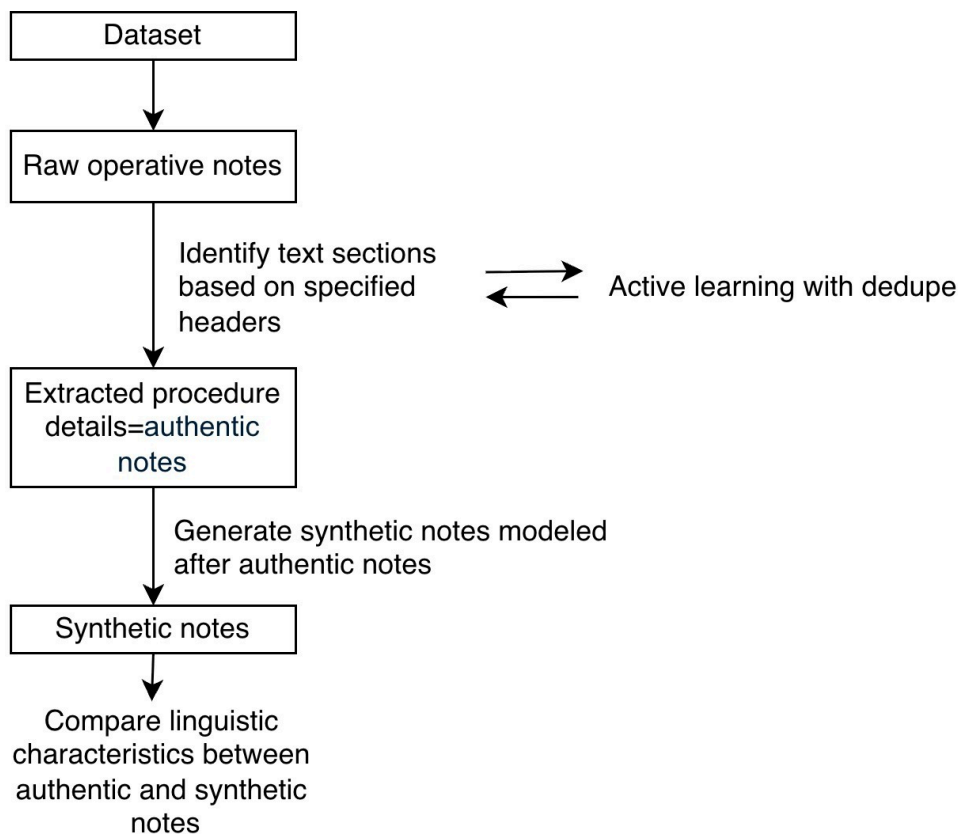 Dataset
Raw operative notes
Identify text sections
based on specified
headers
Active learning with dedupe
Extracted procedure
details=authentic
notes
Generate synthetic notes modeled
after authentic notes
Synthetic notes
Compare linguistic
characteristics between
authentic and synthetic
notes